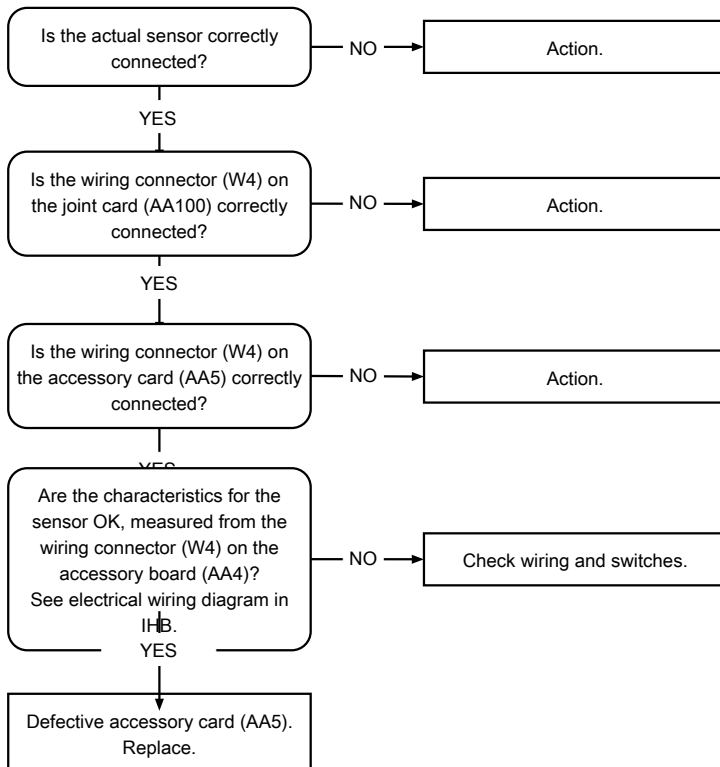 Is the actual sensor correctly
connected?
NO
Action.
YES
Is the wiring connector (W4) on
the joint card (AA100) correctly
connected?
NO
Action.
YES
Is the wiring connector (W4) on
the accessory card (AA5) correctly
connected?
NO
Action.
YES
Are the characteristics for the
sensor OK, measured from the
wiring connector (W4) on the
accessory board (AA4)?
See electrical wiring diagram in
IHB.
NO
Check wiring and switches.
YES
Defective accessory card (AA5).
Replace.